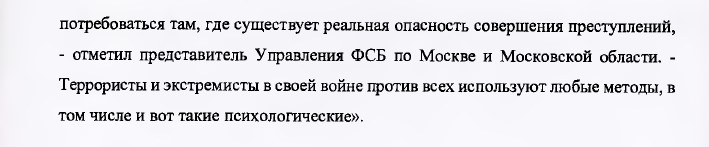 потребоваться там, где существует реальная опасность совершения преступлений,
- отметил представитель Управления ФСБ по Москве и Московской области. -
Террористы и экстремисты в своей войне против всех используют любые методы, в
том числе и вот такие психологические».